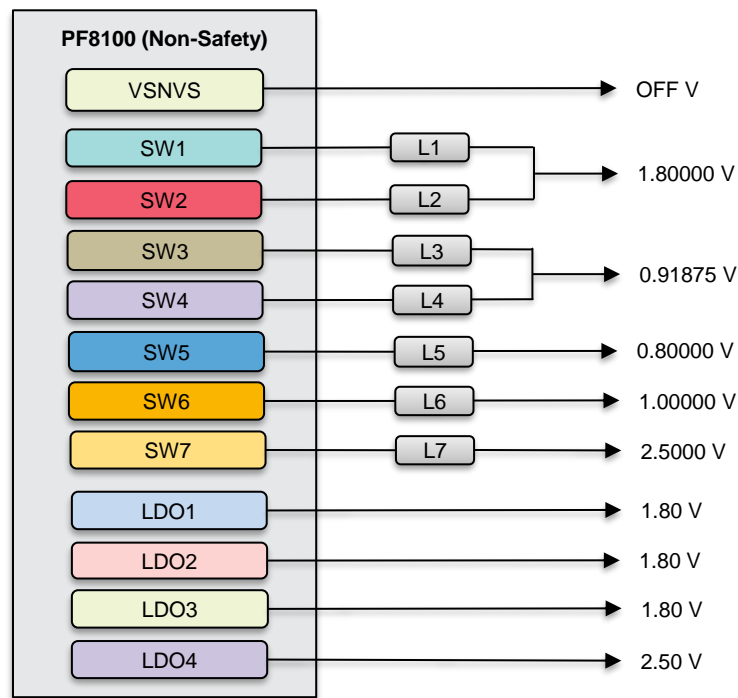 PF8100 (Non-Safety)
VSNVS
OFF V
SW1
L1
1.80000 V
SW2
L2
SW3
L3
0.91875 V
SW4
L4
SW5
L5
0.80000 V
SW6
L6
1.00000 V
SW7
L7
2.5000 V
LDO1
1.80 V
LDO2
1.80 V
LDO3
1.80 V
LDO4
2.50 V